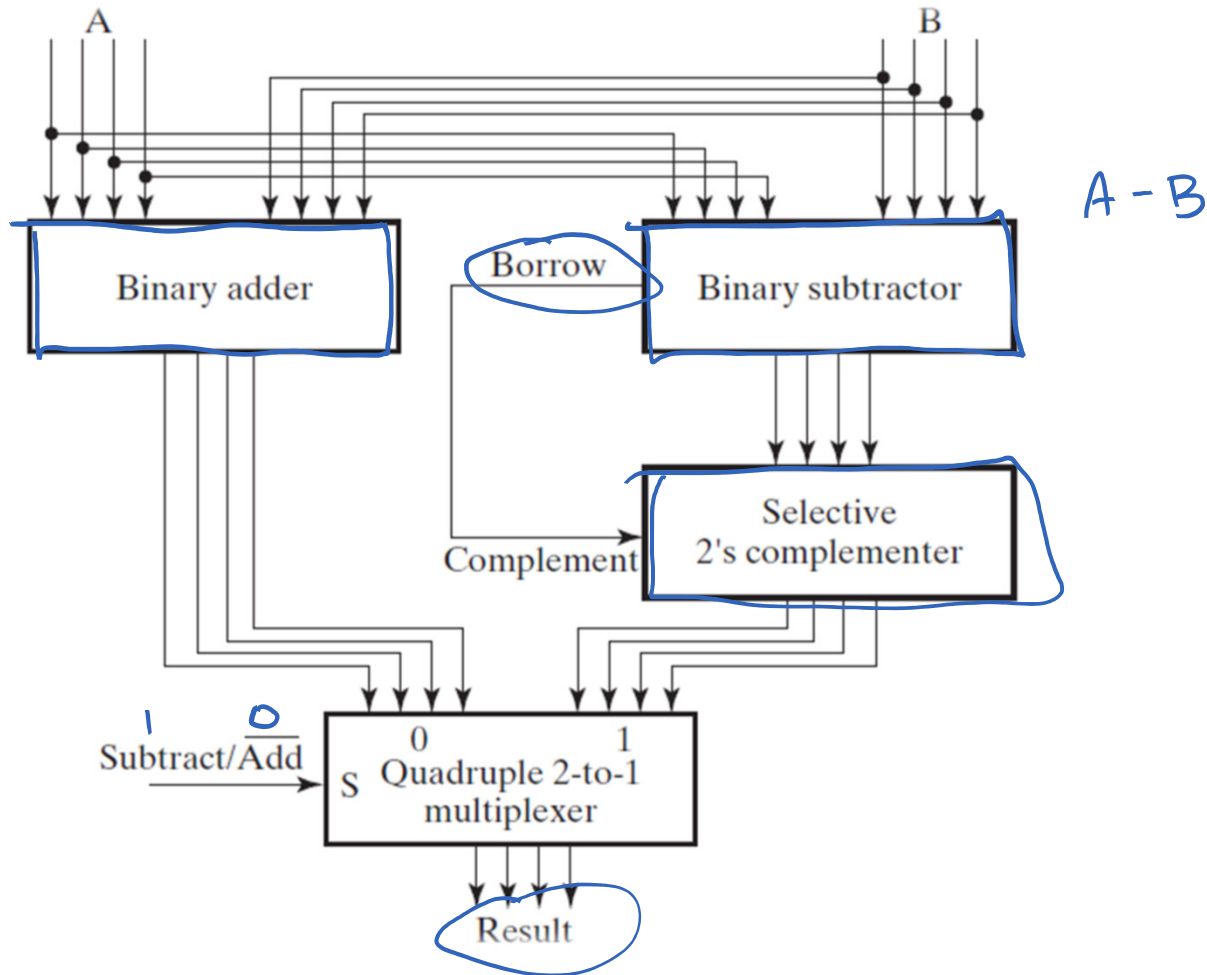 A
B
A - B
Binary adder
Borrow
Binary subtractor
Selective
2's complementer
Complement
1 0
Subtract/Add
0
1
S
Quadruple 2-to-1
multiplexer
Result